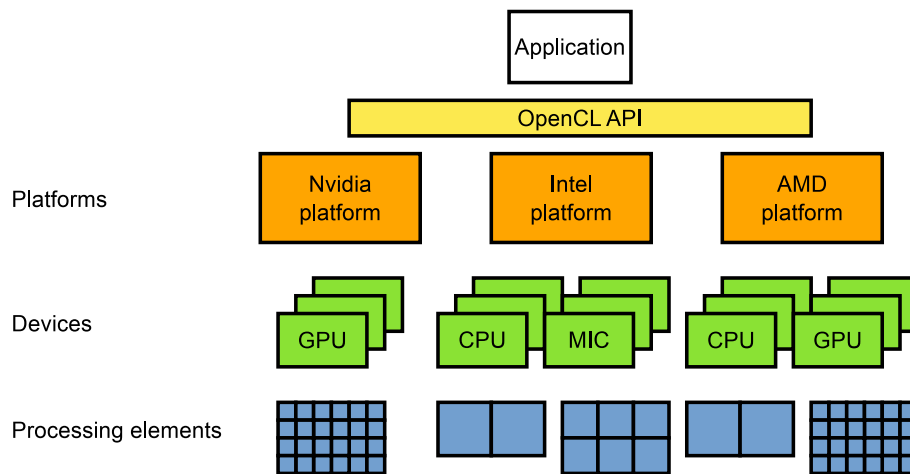 Application
OpenCL API
Platforms
Nvidia
platform
Intel
platform
AMD
platform
Devices
GPU
CPU
MIC
CPU
GPU
Processing elements